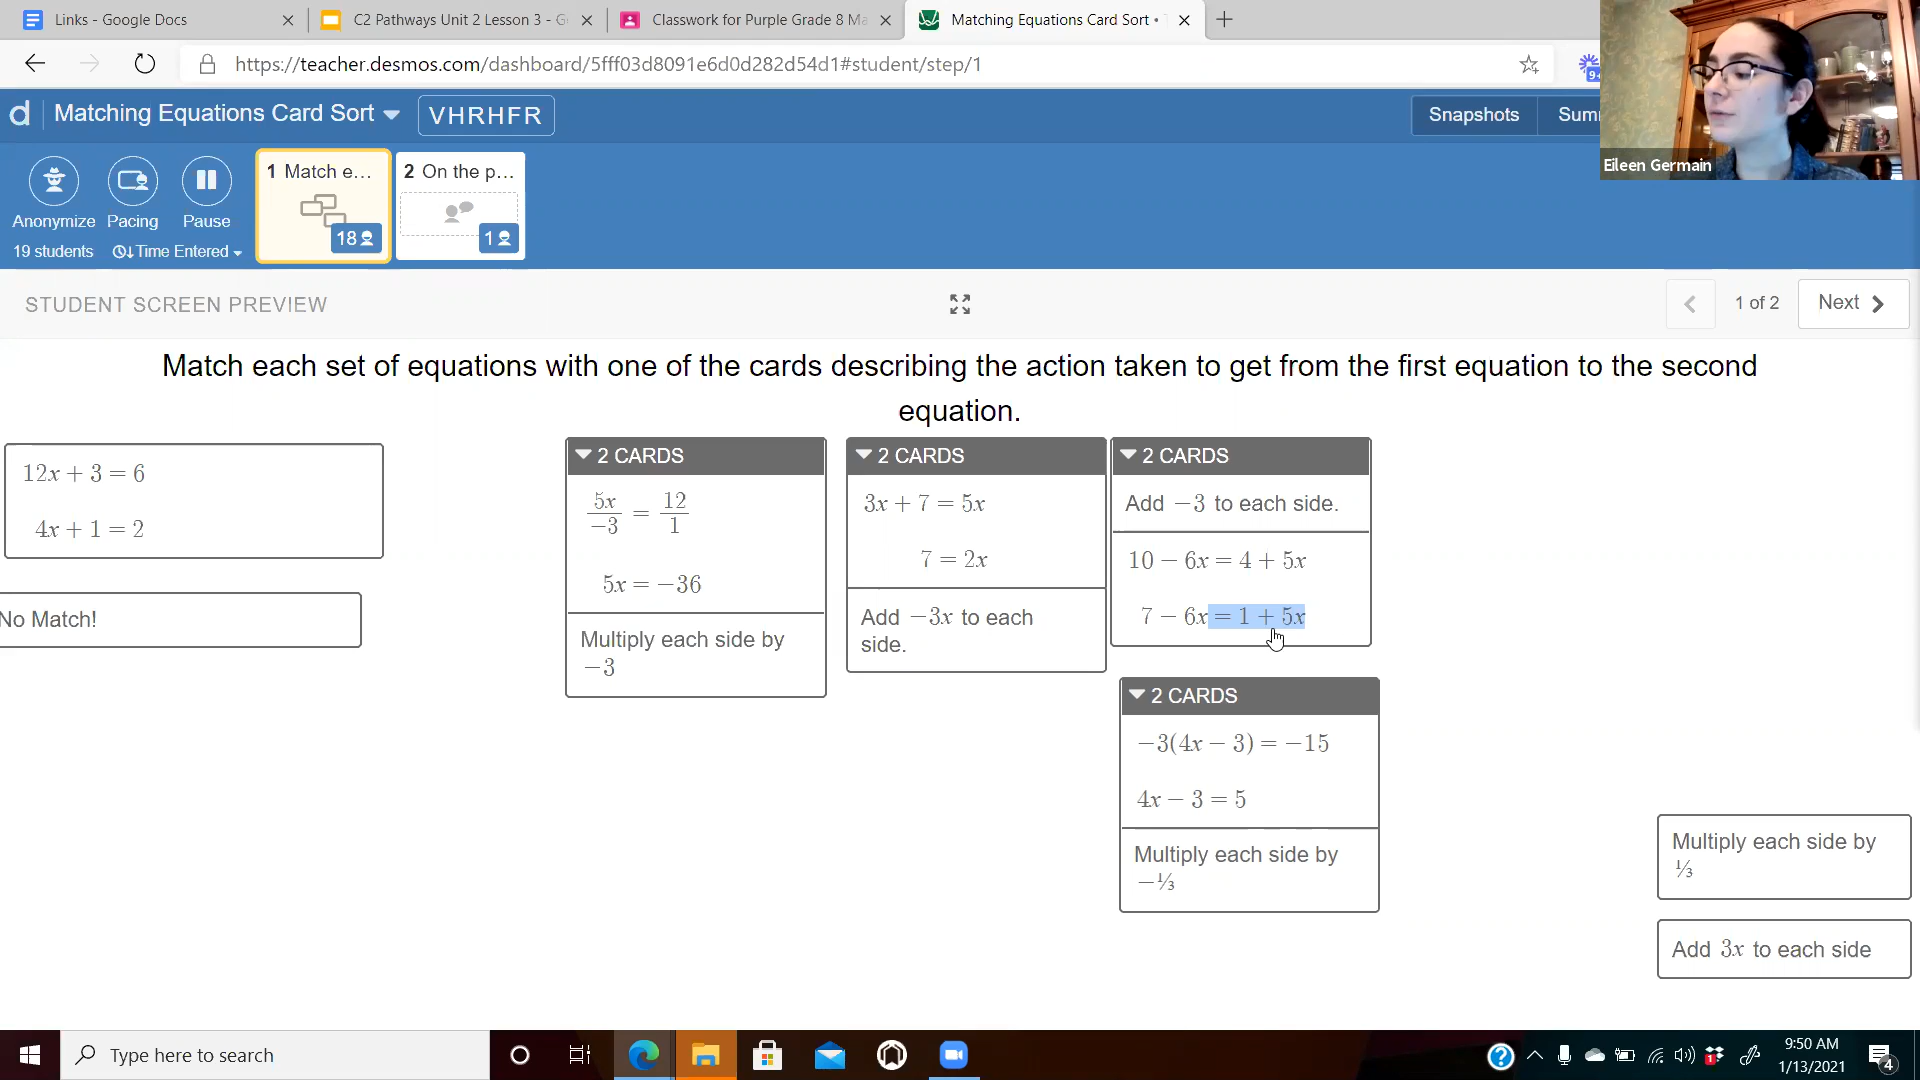 Links - Google Docs
C2 Pathways Unit 2 Lesson 3 - G
Classwork for Purple Grade 8 Ma
Matching Equations Card Sort •
https://teacher.desmos.com/dashboard/5fff03d8091e6d0d282d54d1#student/step/1
d Matching Equations Card Sort VHRHFR
Snapshots Sum
Eileen Germain
Anonymize Pacing Pause
19 students Time Entered
1 Match e...
18
2 On the p...
1
STUDENT SCREEN PREVIEW
1 of 2 Next
Match each set of equations with one of the cards describing the action taken to get from the first equation to the second
equation.
12x + 3 = 6
4x + 1 = 2
No Match!
2 CARDS
5x/−3 = 12/1
5x = −36
Multiply each side by
−3
2 CARDS
3x + 7 = 5x
7 = 2x
Add −3x to each
side.
2 CARDS
Add −3 to each side.
10 − 6x = 4 + 5x
7 − 6x = 1 + 5x
2 CARDS
−3(4x − 3) = −15
4x − 3 = 5
Multiply each side by
−⅓
Multiply each side by
⅓
Add 3x to each side
Type here to search
9:50 AM
1/13/2021
4